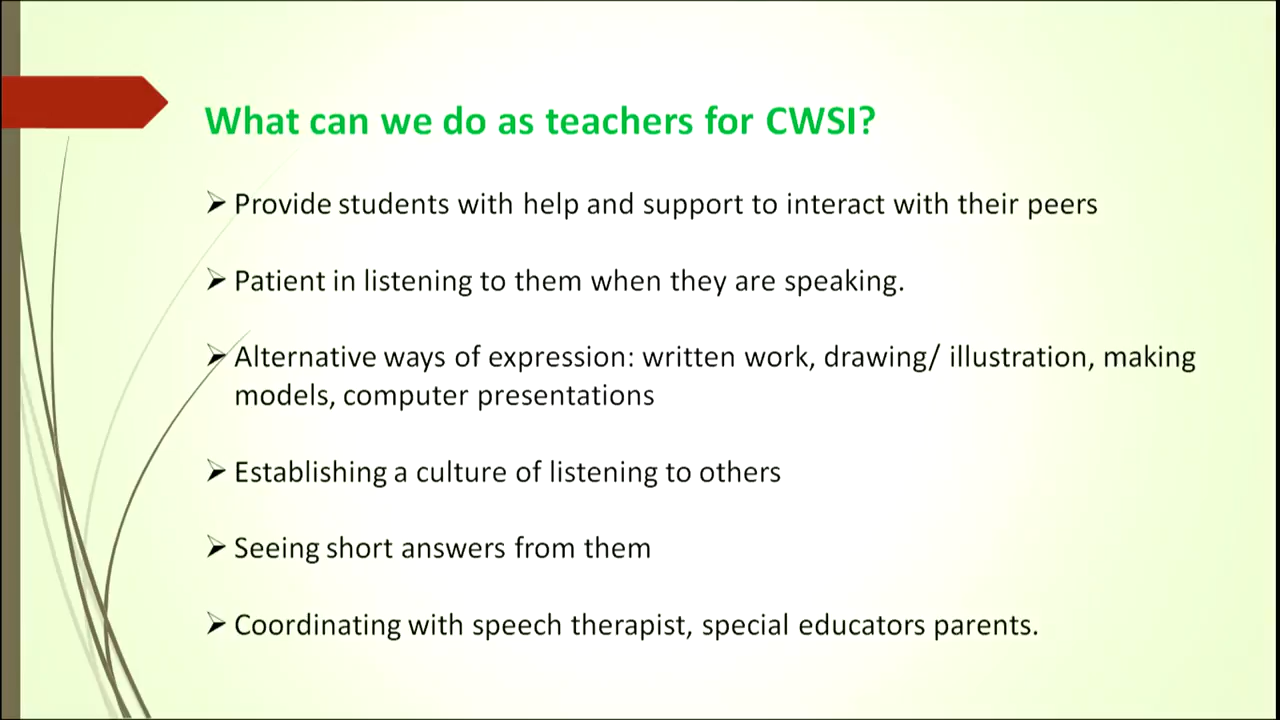 What can we do as teachers for CWSI?
➢ Provide students with help and support to interact with their peers
➢ Patient in listening to them when they are speaking.
➢ Alternative ways of expression: written work, drawing/ illustration, making
models, computer presentations
➢ Establishing a culture of listening to others
➢ Seeing short answers from them
➢ Coordinating with speech therapist, special educators parents.